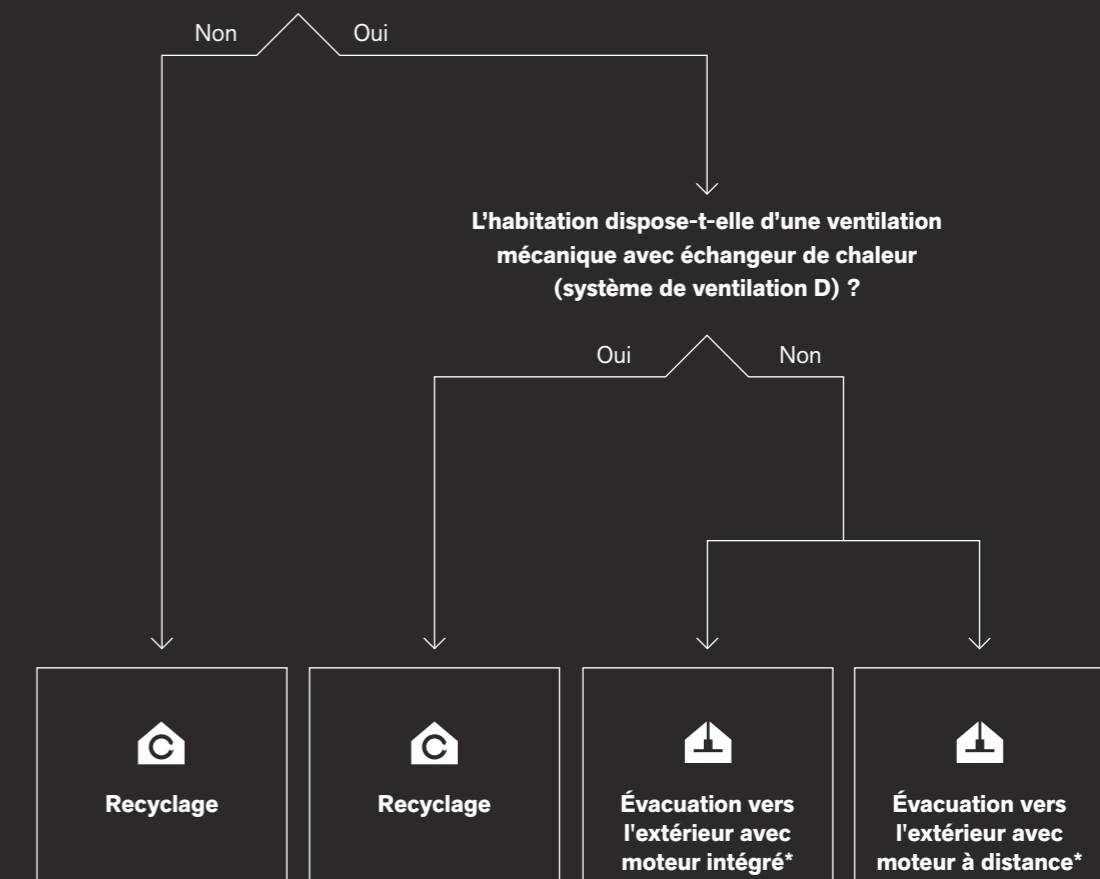 Non
Oui
L’habitation dispose-t-elle d’une ventilation
mécanique avec échangeur de chaleur
(système de ventilation D) ?
Oui
Non
Recyclage
Recyclage
Évacuation vers
l'extérieur avec
moteur intégré*
Évacuation vers
l'extérieur avec
moteur à distance*